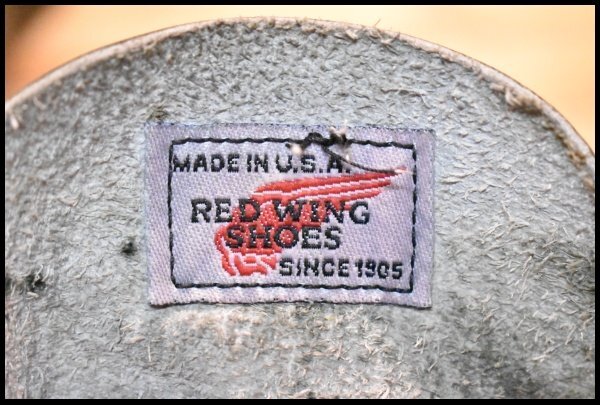 MADE IN U.S.A.
RED WING
SHOES
SINCE 1905